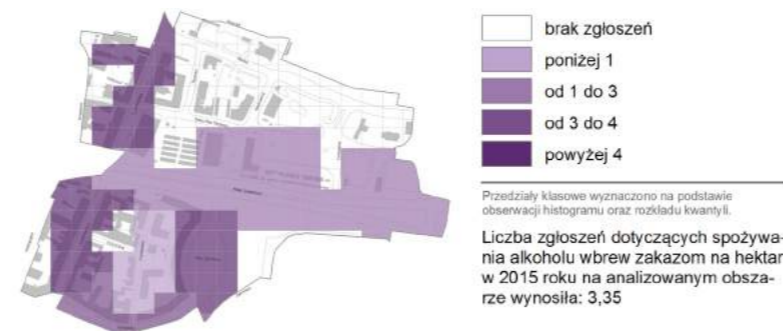 brak zgłoszeń
poniżej 1
od 1 do 3
od 3 do 4
powyżej 4
Przedziały klasowe wyznaczono na podstawie
obserwacji histogramu oraz rozkładu kwantyli.
Liczba zgłoszeń dotyczących spożywa-
nia alkoholu wbrew zakazom na hektar
w 2015 roku na analizowanym obsza-
rze wynosiła: 3,35